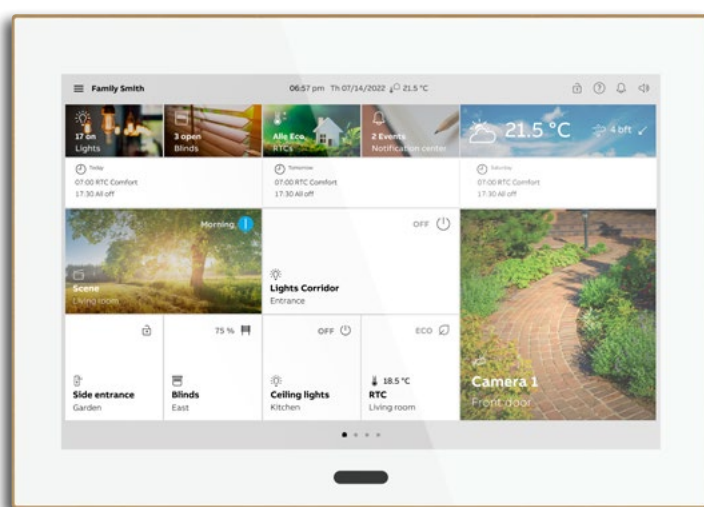 Family Smith
06:57 pm Th 07/14/2022 21.5 °C
17 on
Lights
3 open
Blinds
Alle Eco
RTCs
2 Events
Notification center
21.5 °C
4 bft
Today
07:00 RTC Comfort
17:30 All off
Tomorrow
07:00 RTC Comfort
17:30 All off
Saturday
07:00 RTC Comfort
17:30 All off
Morning
Scene
Living room
OFF
Lights Corridor
Entrance
Camera 1
Front door
Side entrance
Garden
75 %
Blinds
East
OFF
Ceiling lights
Kitchen
ECO
18.5 °C
RTC
Living room